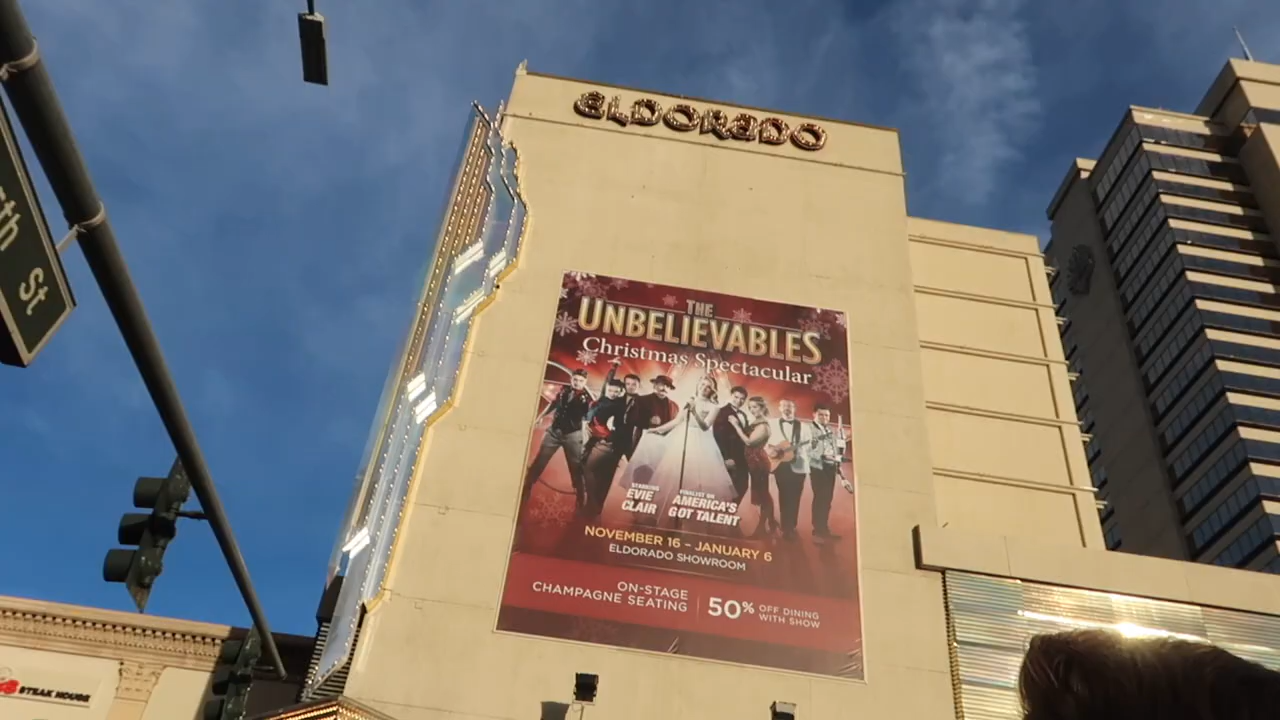 ELDORADO
th St
THE
UNBELIEVABLES
Christmas Spectacular
STARRING
EVIE
CLAIR
FINALIST ON
AMERICA'S
GOT TALENT
NOVEMBER 16 - JANUARY 6
ELDORADO SHOWROOM
ON-STAGE
CHAMPAGNE SEATING
50% OFF DINING
WITH SHOW
STEAK HOUSE